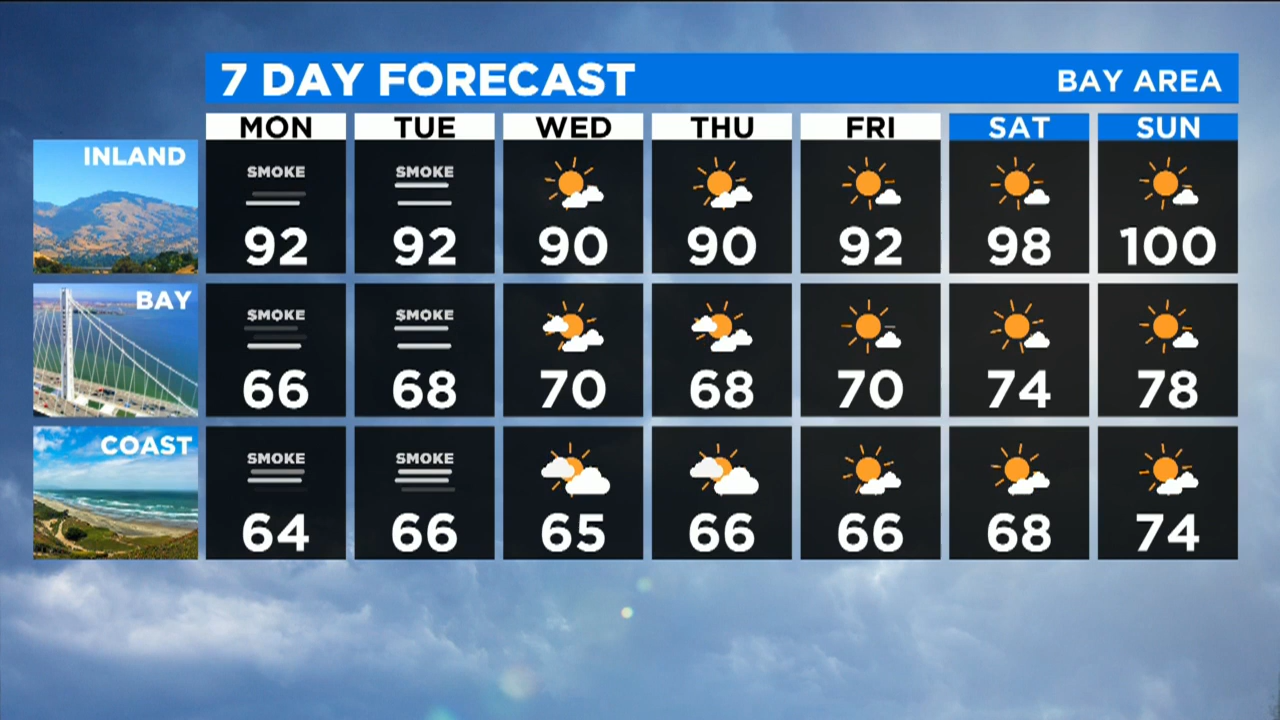 7 DAY FORECAST BAY AREA
MON TUE WED THU FRI SAT SUN
INLAND SMOKE SMOKE
92 92 90 90 92 98 100
BAY SMOKE SMOKE
66 68 70 68 70 74 78
COAST SMOKE SMOKE
64 66 65 66 66 68 74